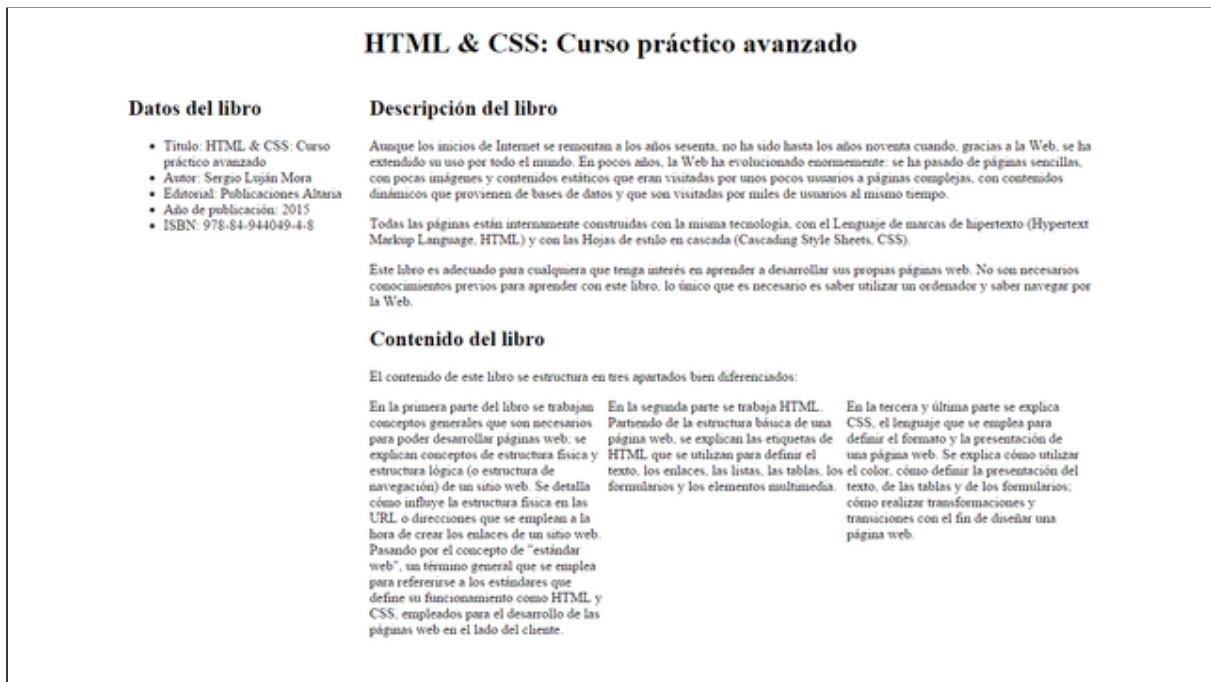 HTML & CSS: Curso práctico avanzado
Datos del libro
• Título: HTML & CSS: Curso
práctico avanzado
• Autor: Sergio Luján Mora
• Editorial: Publicaciones Altaria
• Año de publicación: 2015
• ISBN: 978-84-944049-4-8
Descripción del libro
Aunque los inicios de Internet se remontan a los años sesenta, no ha sido hasta los años noventa cuando, gracias a la Web, se ha
extendido su uso por todo el mundo. En pocos años, la Web ha evolucionado enormemente: se ha pasado de páginas sencillas,
con pocas imágenes y contenidos estáticos que eran visitadas por unos pocos usuarios a páginas complejas, con contenidos
dinámicos que provienen de bases de datos y que son visitadas por miles de usuarios al mismo tiempo.
Todas las páginas están internamente construidas con la misma tecnología, con el Lenguaje de marcas de hipertexto (Hypertext
Markup Language, HTML) y con las Hojas de estilo en cascada (Cascading Style Sheets, CSS).
Este libro es adecuado para cualquiera que tenga interés en aprender a desarrollar sus propias páginas web. No son necesarios
conocimientos previos para aprender con este libro, lo único que es necesario es saber utilizar un ordenador y saber navegar por
la Web.
Contenido del libro
El contenido de este libro se estructura en tres apartados bien diferenciados:
En la primera parte del libro se trabajan
conceptos generales que son necesarios
para poder desarrollar páginas web; se
explican conceptos de estructura física y
estructura lógica (o estructura de
navegación) de un sitio web. Se detalla
cómo influye la estructura física en las
URL o direcciones que se emplean a la
hora de crear los enlaces de un sitio web.
Pasando por el concepto de "estándar
web", un término general que se emplea
para refererirse a los estándares que
define su funcionamiento como HTML y
CSS, empleados para el desarrollo de las
páginas web en el lado del cliente.
En la segunda parte se trabaja HTML.
Partiendo de la estructura básica de una
página web, se explican las etiquetas de
HTML que se utilizan para definir el
texto, los enlaces, las listas, las tablas, los
formularios y los elementos multimedia.
En la tercera y última parte se explica
CSS, el lenguaje que se emplea para
definir el formato y la presentación de
una página web. Se explica cómo utilizar
el color, cómo definir la presentación del
texto, de las tablas y de los formularios;
cómo realizar transformaciones y
transiciones con el fin de diseñar una
página web.